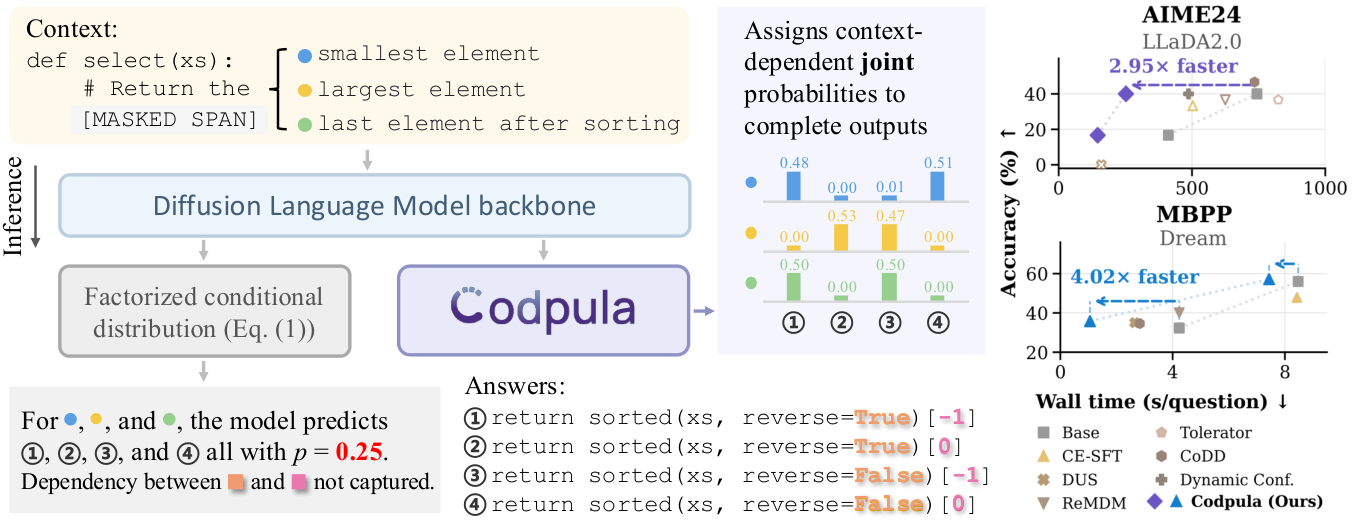 Context:
def select(xs):
# Return the
[MASKED SPAN]
smallest element
largest element
last element after sorting
Inference
Diffusion Language Model backbone
Factorized conditional
distribution (Eq. (1))
Codpula
For , , and , the model predicts
①, ②, ③, and ④ all with p = 0.25.
Dependency between and not captured.
Assigns context-
dependent joint
probabilities to
complete outputs
0.48 0.00 0.01 0.51
0.00 0.53 0.47 0.00
0.50 0.00 0.50 0.00
① ② ③ ④
Answers:
① return sorted(xs, reverse=True)[-1]
② return sorted(xs, reverse=True)[0]
③ return sorted(xs, reverse=False)[-1]
④ return sorted(xs, reverse=False)[0]
AIME24
LLaDA2.0
2.95× faster
40
20
0
0 500 1000
Accuracy (%) ↑
MBPP
Dream
4.02× faster
60
40
20
0 4 8
Wall time (s/question) ↓
Base
CE-SFT
DUS
ReMDM
Tolerator
CoDD
Dynamic Conf.
Codpula (Ours)